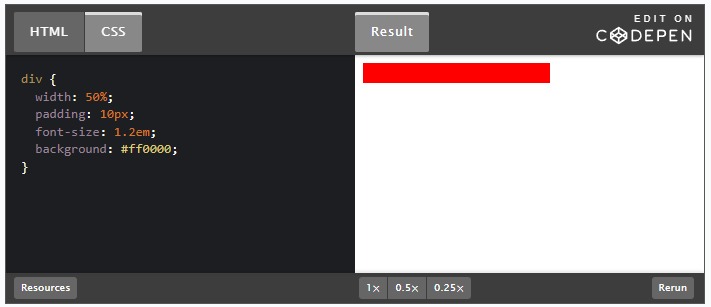 HTML CSS Result EDIT ON
CODEPEN
div {
width: 50%;
padding: 10px;
font-size: 1.2em;
background: #ff0000;
}
Resources 1× 0.5× 0.25× Rerun